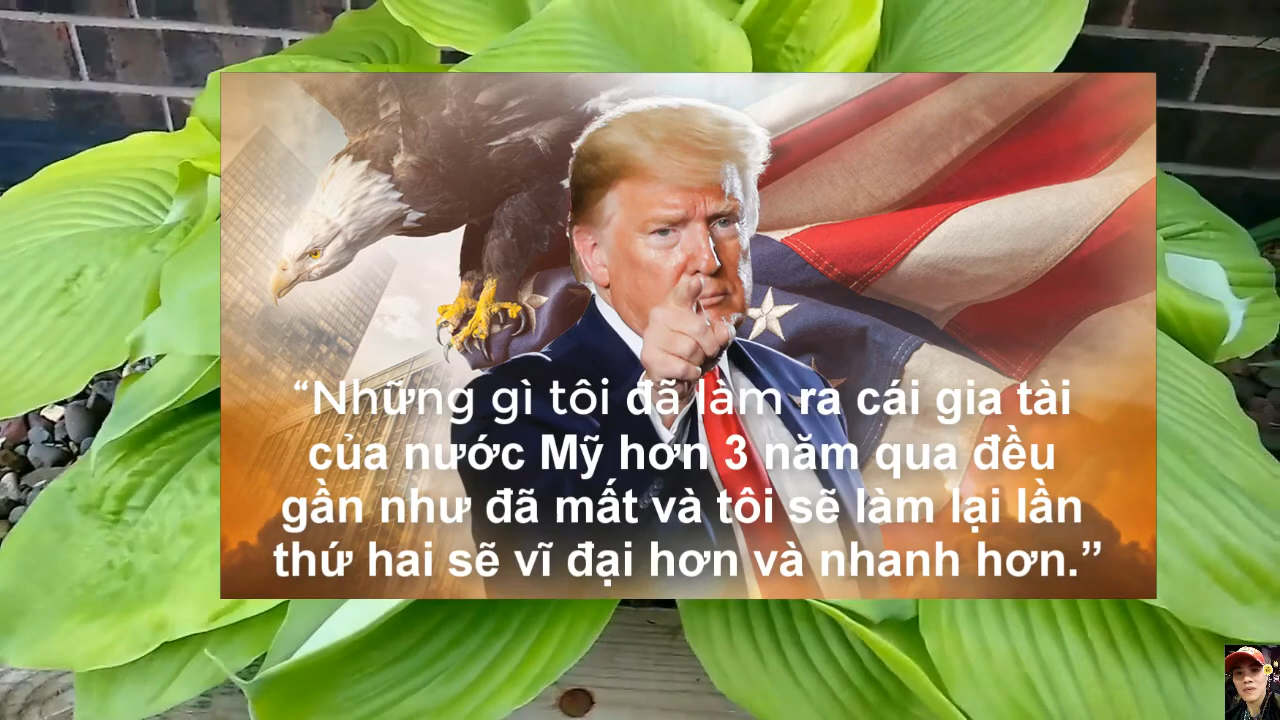 “Những gì tôi đã làm ra cái gia tài
của nước Mỹ hơn 3 năm qua đều
gần như đã mất và tôi sẽ làm lại lần
thứ hai sẽ vĩ đại hơn và nhanh hơn.”